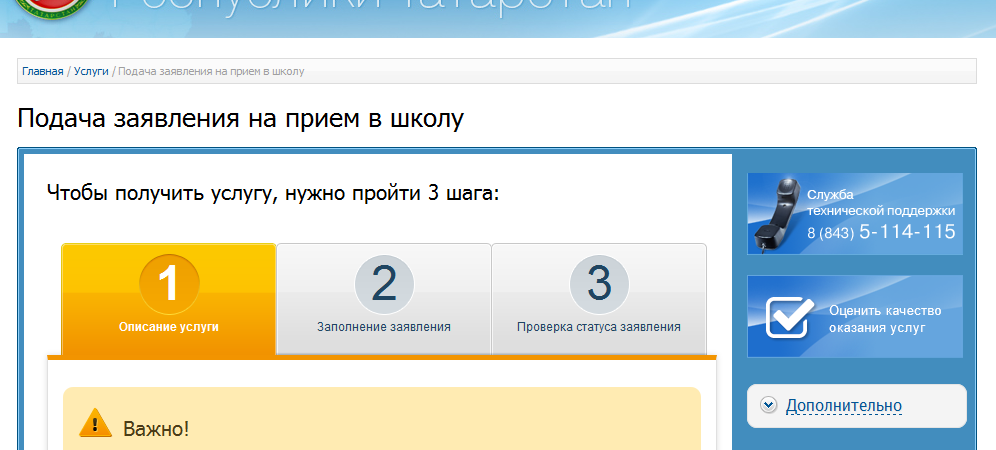 ТАТАРСТАН
Республики Татарстан
Главная / Услуги / Подача заявления на прием в школу
Подача заявления на прием в школу
Чтобы получить услугу, нужно пройти 3 шага:
1
Описание услуги
2
Заполнение заявления
3
Проверка статуса заявления
Важно!
Служба
технической поддержки
8 (843) 5-114-115
Оценить качество
оказания услуг
Дополнительно